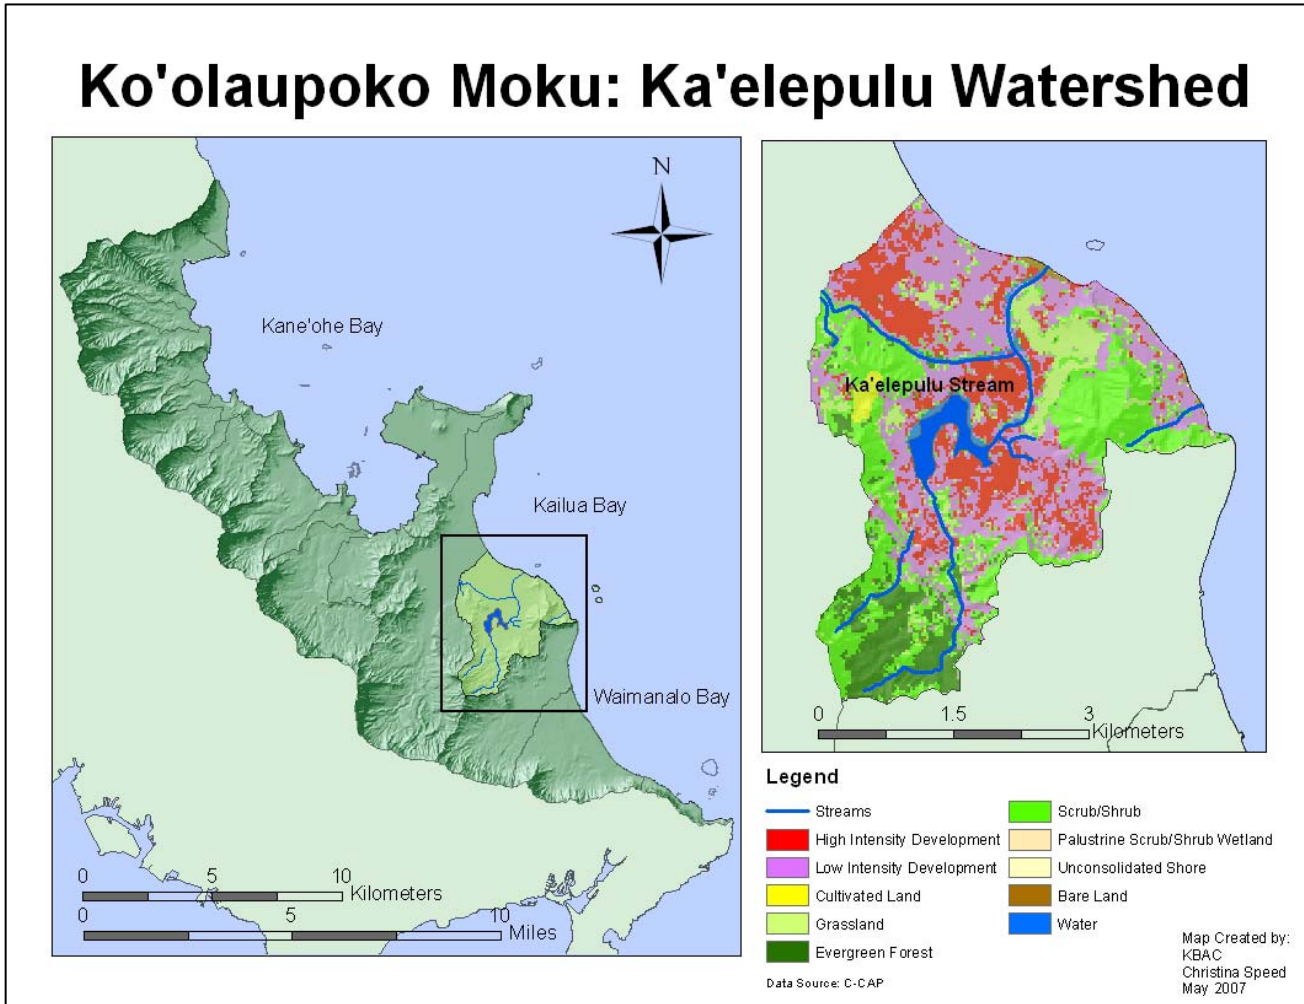 Ko'olaupoko Moku: Ka'elepulu Watershed
N
Kane'ohe Bay
Kailua Bay
Waimanalo Bay
0 5 10
Kilometers
0 5 10
Miles
Ka'elepulu Stream
0 1.5 3
Kilometers
Legend
Streams
High Intensity Development
Low Intensity Development
Cultivated Land
Grassland
Evergreen Forest
Scrub/Shrub
Palustrine Scrub/Shrub Wetland
Unconsolidated Shore
Bare Land
Water
Data Source: C-CAP
Map Created by:
KBAC
Christina Speed
May 2007